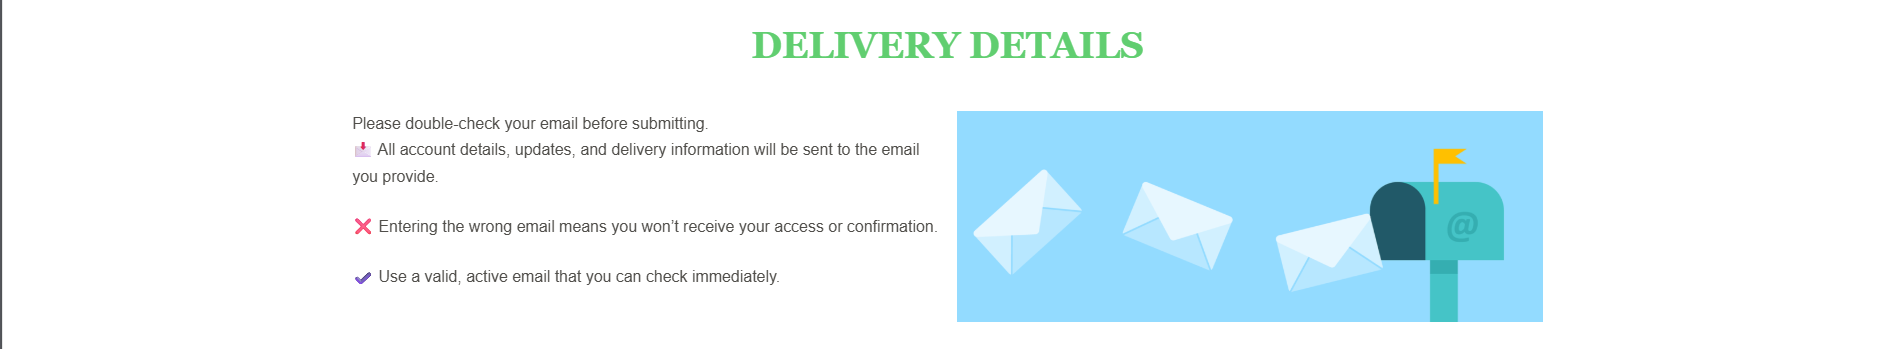 DELIVERY DETAILS
Please double-check your email before submitting.
📩 All account details, updates, and delivery information will be sent to the email
you provide.
❌ Entering the wrong email means you won’t receive your access or confirmation.
✔ Use a valid, active email that you can check immediately.
@